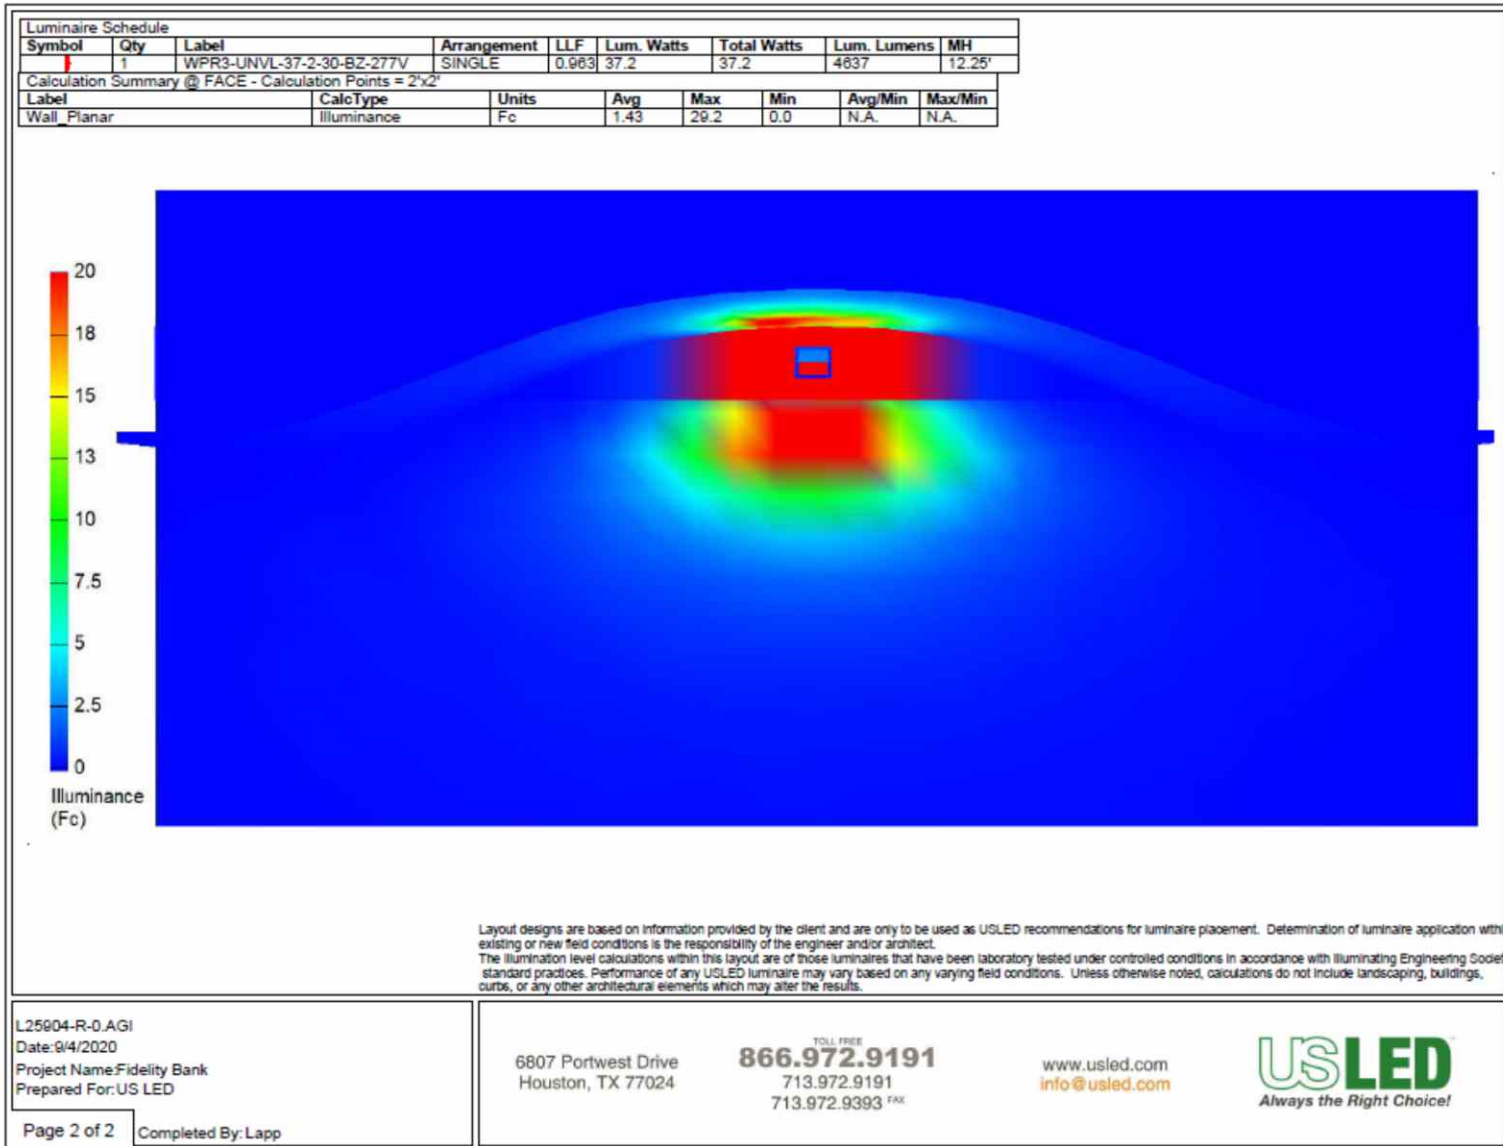 Luminaire Schedule
Symbol Qty Label Arrangement LLF Lum. Watts Total Watts Lum. Lumens MH
1 WPR3-UNVL-37-2-30-BZ-277V SINGLE 0.963 37.2 37.2 4637 12.25'
Calculation Summary @ FACE - Calculation Points = 2'x2'
Label CalcType Units Avg Max Min Avg/Min Max/Min
Wall_Planar Illuminance Fc 1.43 29.2 0.0 N.A. N.A.
20
18
15
13
10
7.5
5
2.5
0
Illuminance
(Fc)
Layout designs are based on information provided by the client and are only to be used as USLED recommendations for luminaire placement. Determination of luminaire application with
existing or new field conditions is the responsibility of the engineer and/or architect.
The illumination level calculations within this layout are of those luminaires that have been laboratory tested under controlled conditions in accordance with Illuminating Engineering Societ
standard practices. Performance of any USLED luminaire may vary based on any varying field conditions. Unless otherwise noted, calculations do not include landscaping, buildings,
curbs, or any other architectural elements which may alter the results.
L25904-R-0.AGI
Date:9/4/2020
Project Name:Fidelity Bank
Prepared For:US LED
Page 2 of 2 Completed By:Lapp
6807 Portwest Drive
Houston, TX 77024
TOLL FREE
866.972.9191
713.972.9191
713.972.9393 FAX
www.usled.com
info@usled.com
USLED
Always the Right Choice!